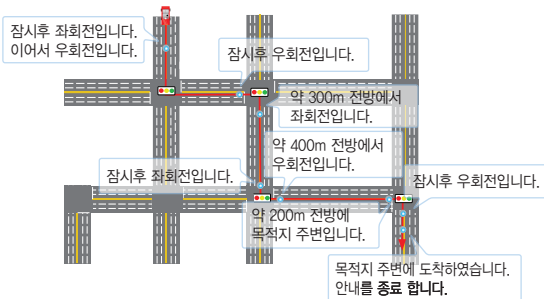 잠시후 좌회전입니다.
이어서 우회전입니다.
잠시후 우회전입니다.
약 300m 전방에서
좌회전입니다.
약 400m 전방에서
우회전입니다.
잠시후 좌회전입니다.
잠시후 우회전입니다.
약 200m 전방에
목적지 주변입니다.
목적지 주변에 도착하였습니다.
안내를 종료 합니다.